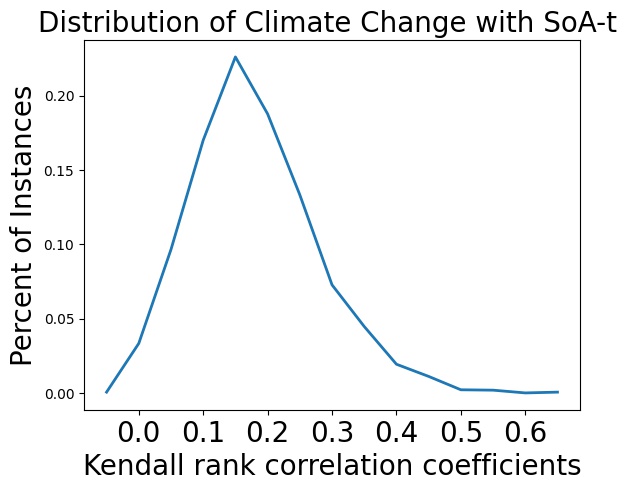 Distribution of Climate Change with SoA-t
Percent of Instances
0.20
0.15
0.10
0.05
0.00
0.0 0.1 0.2 0.3 0.4 0.5 0.6
Kendall rank correlation coefficients